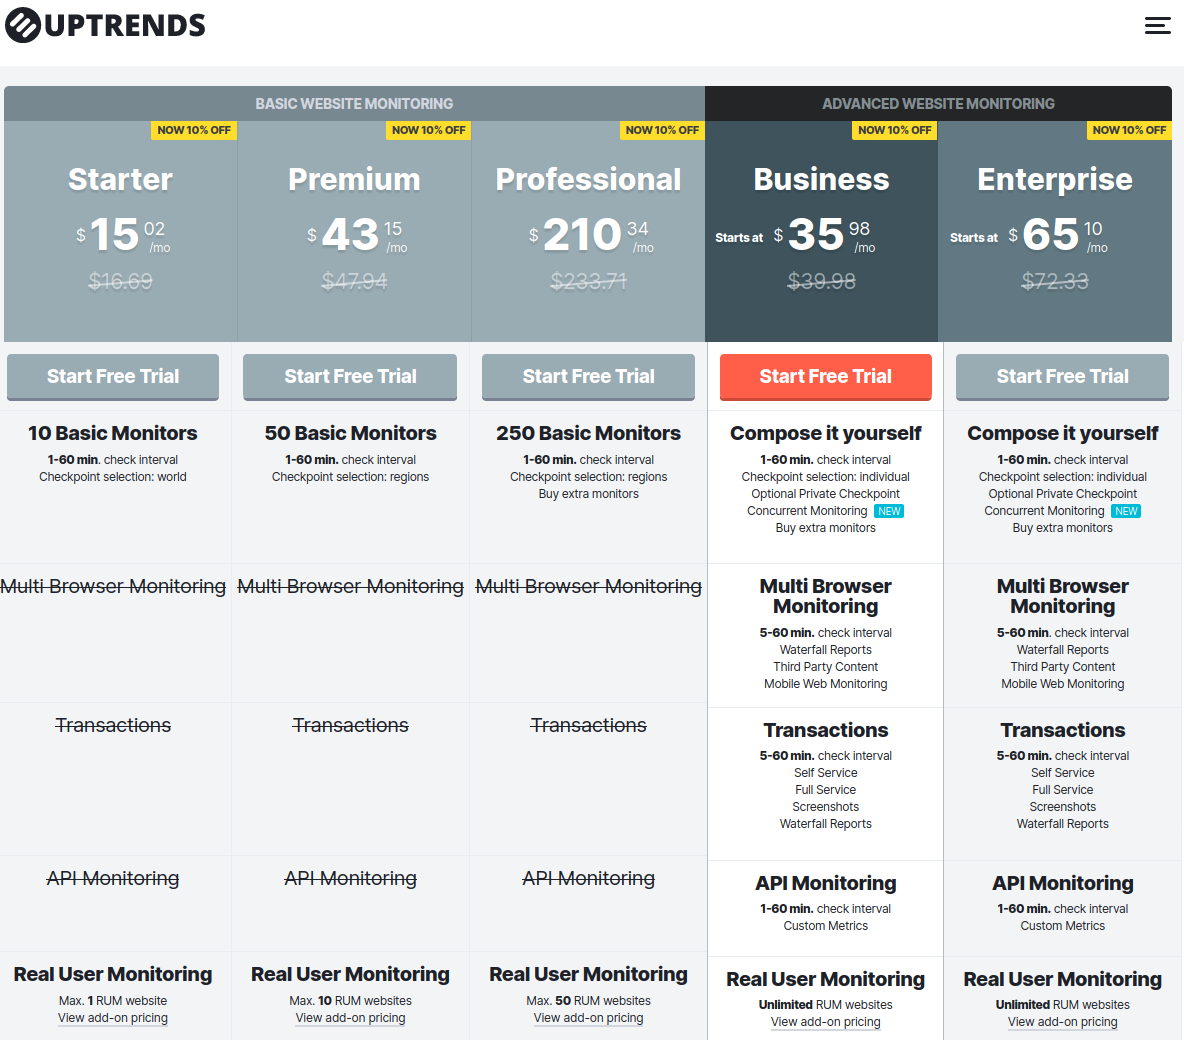 UPTRENDS
BASIC WEBSITE MONITORING
ADVANCED WEBSITE MONITORING
NOW 10% OFF
Starter
$ 15 02 /mo
$16.69
NOW 10% OFF
Premium
$ 43 15 /mo
$47.94
NOW 10% OFF
Professional
$ 210 34 /mo
$233.71
NOW 10% OFF
Business
Starts at $ 35 98 /mo
$39.98
NOW 10% OFF
Enterprise
Starts at $ 65 10 /mo
$72.33
Start Free Trial
Start Free Trial
Start Free Trial
Start Free Trial
Start Free Trial
10 Basic Monitors
1-60 min. check interval
Checkpoint selection: world
50 Basic Monitors
1-60 min. check interval
Checkpoint selection: regions
250 Basic Monitors
1-60 min. check interval
Checkpoint selection: regions
Buy extra monitors
Compose it yourself
1-60 min. check interval
Checkpoint selection: individual
Optional Private Checkpoint
Concurrent Monitoring NEW
Buy extra monitors
Compose it yourself
1-60 min. check interval
Checkpoint selection: individual
Optional Private Checkpoint
Concurrent Monitoring NEW
Buy extra monitors
Multi Browser Monitoring
Multi Browser Monitoring
Multi Browser Monitoring
Multi Browser
Monitoring
5-60 min. check interval
Waterfall Reports
Third Party Content
Mobile Web Monitoring
Multi Browser
Monitoring
5-60 min. check interval
Waterfall Reports
Third Party Content
Mobile Web Monitoring
Transactions
Transactions
Transactions
Transactions
5-60 min. check interval
Self Service
Full Service
Screenshots
Waterfall Reports
Transactions
5-60 min. check interval
Self Service
Full Service
Screenshots
Waterfall Reports
API Monitoring
API Monitoring
API Monitoring
API Monitoring
1-60 min. check interval
Custom Metrics
API Monitoring
1-60 min. check interval
Custom Metrics
Real User Monitoring
Max. 1 RUM website
View add-on pricing
Real User Monitoring
Max. 10 RUM websites
View add-on pricing
Real User Monitoring
Max. 50 RUM websites
View add-on pricing
Real User Monitoring
Unlimited RUM websites
View add-on pricing
Real User Monitoring
Unlimited RUM websites
View add-on pricing